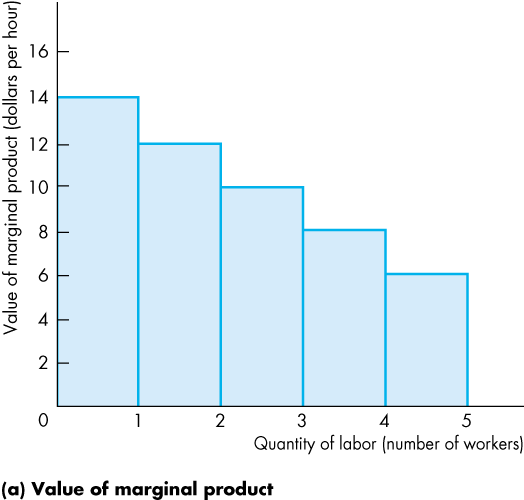 Value of marginal product (dollars per hour)
16
14
12
10
8
6
4
2
0
1 2 3 4 5
Quantity of labor (number of workers)
(a) Value of marginal product